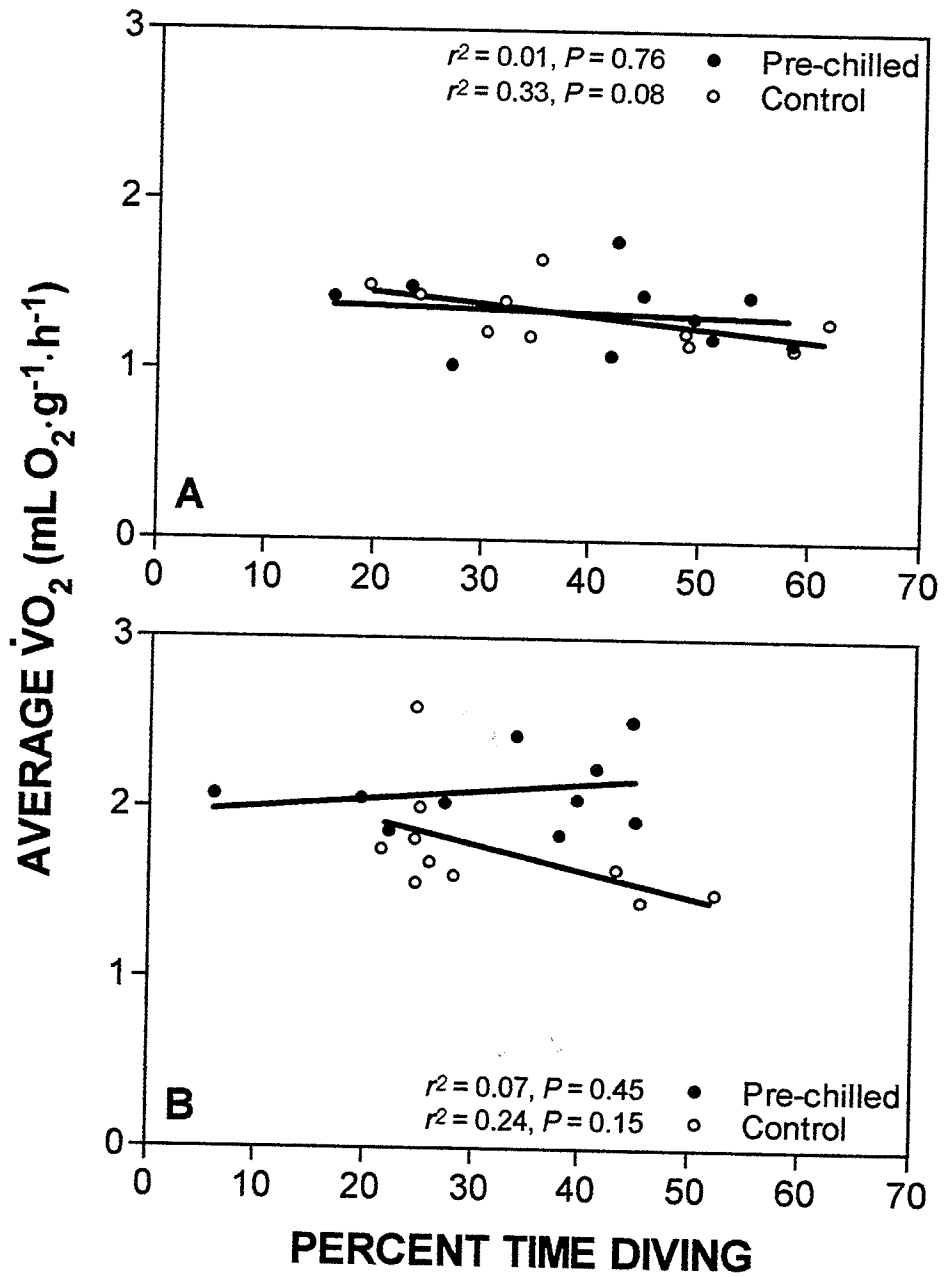 AVERAGE V̇O2 (mL O2·g-1·h-1)
3
r2 = 0.01, P = 0.76 Pre-chilled
r2 = 0.33, P = 0.08 Control
2
1
A
0
0 10 20 30 40 50 60 70
3
2
1
r2 = 0.07, P = 0.45 Pre-chilled
B
r2 = 0.24, P = 0.15 Control
0
0 10 20 30 40 50 60 70
PERCENT TIME DIVING